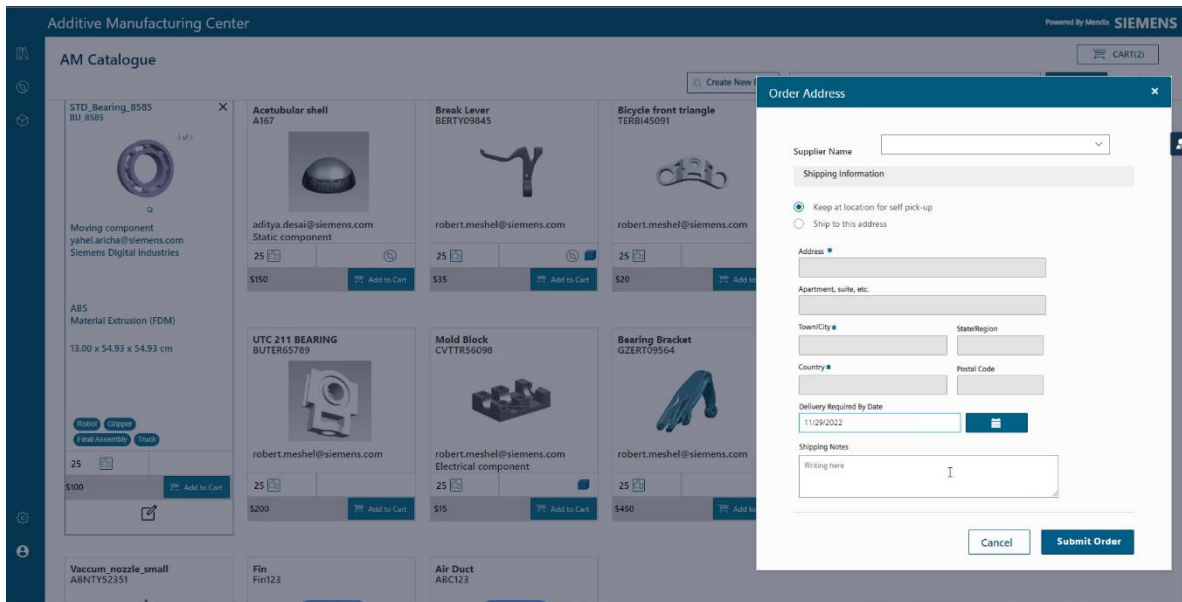 Additive Manufacturing Center
Powered By Mendix SIEMENS
AM Catalogue
CART(2)
Create New
STD_Bearing_8585
BU_8585
1 of 1
Moving component
yahel.aricha@siemens.com
Siemens Digital Industries
ABS
Material Extrusion (FDM)
13.00 x 54.93 x 54.93 cm
Robot Gripper
Final Assembly Truck
25
$100 Add to Cart
Acetubular shell
A167
aditya.desai@siemens.com
Static component
25
$150 Add to Cart
Break Lever
BERTY09845
robert.meshel@siemens.com
25
$35 Add to Cart
Bicycle front triangle
TERBI45091
robert.meshel@siemens.com
25
$20 Add to
UTC 211 BEARING
BUTER65789
robert.meshel@siemens.com
25
$200 Add to Cart
Mold Block
CVTTR56098
robert.meshel@siemens.com
Electrical component
25
$15 Add to Cart
Bearing Bracket
GZERT09564
robert.meshel@siemens.com
25
$450 Add to
Vaccum_nozzle_small
ABNTY52351
Fin
Fin123
Air Duct
ABC123
Order Address
Supplier Name
Shipping Information
Keep at location for self pick-up
Ship to this address
Address *
Apartment, suite, etc.
Town/City *
State/Region
Country *
Postal Code
Delivery Required By Date
11/29/2022
Shipping Notes
Writing here
Cancel
Submit Order